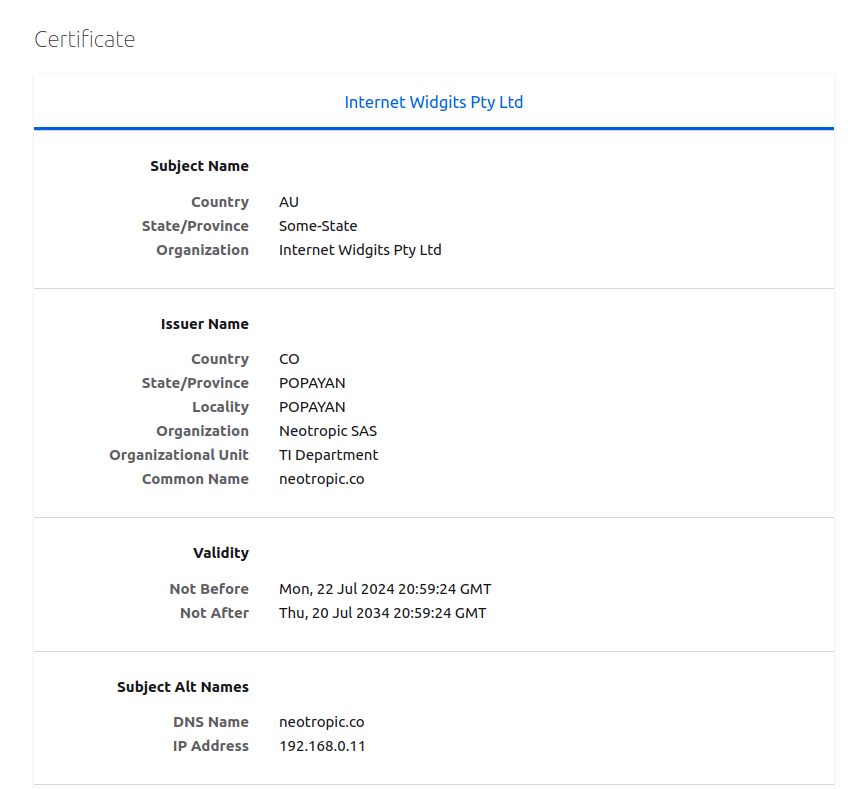 Certificate
Internet Widgits Pty Ltd
Subject Name
Country AU
State/Province Some-State
Organization Internet Widgits Pty Ltd
Issuer Name
Country CO
State/Province POPAYAN
Locality POPAYAN
Organization Neotropic SAS
Organizational Unit TI Department
Common Name neotropic.co
Validity
Not Before Mon, 22 Jul 2024 20:59:24 GMT
Not After Thu, 20 Jul 2034 20:59:24 GMT
Subject Alt Names
DNS Name neotropic.co
IP Address 192.168.0.11